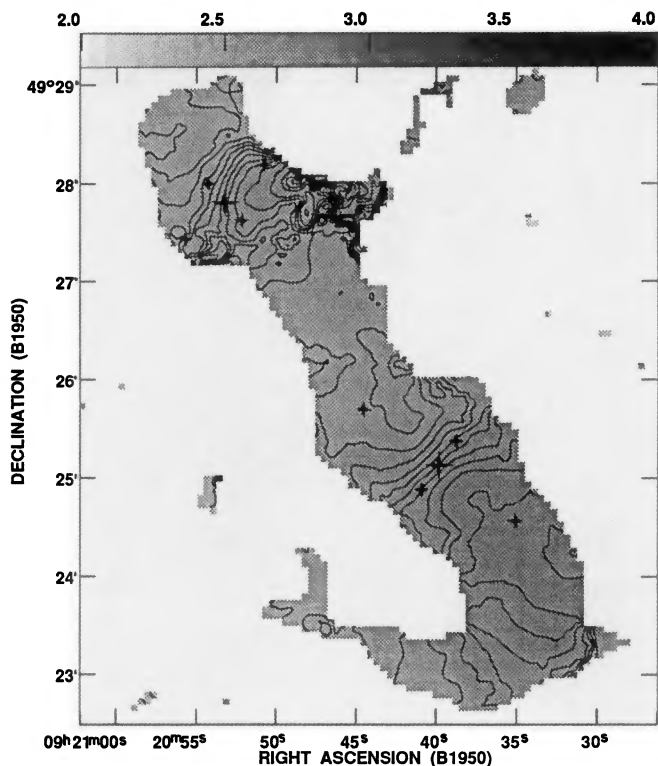 2.0 2.5 3.0 3.5 4.0
49°29'
28'
27'
26'
25'
24'
23'
DECLINATION (B1950)
09h21m00s 20m55s 50s 45s 40s 35s 30s
RIGHT ASCENSION (B1950)